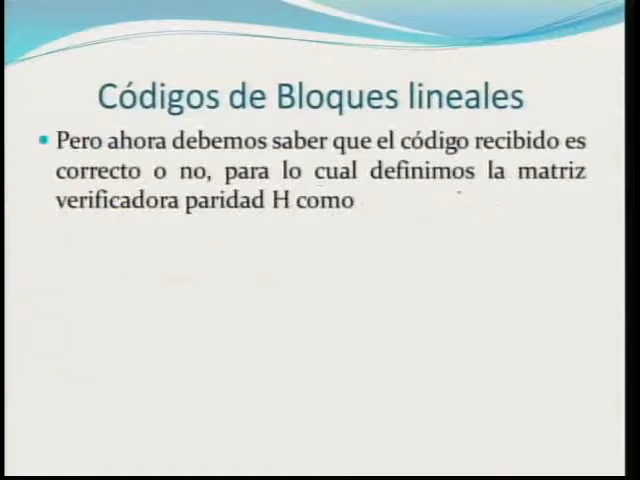 Códigos de Bloques lineales
Pero ahora debemos saber que el código recibido es
correcto o no, para lo cual definimos la matriz
verificadora paridad H como